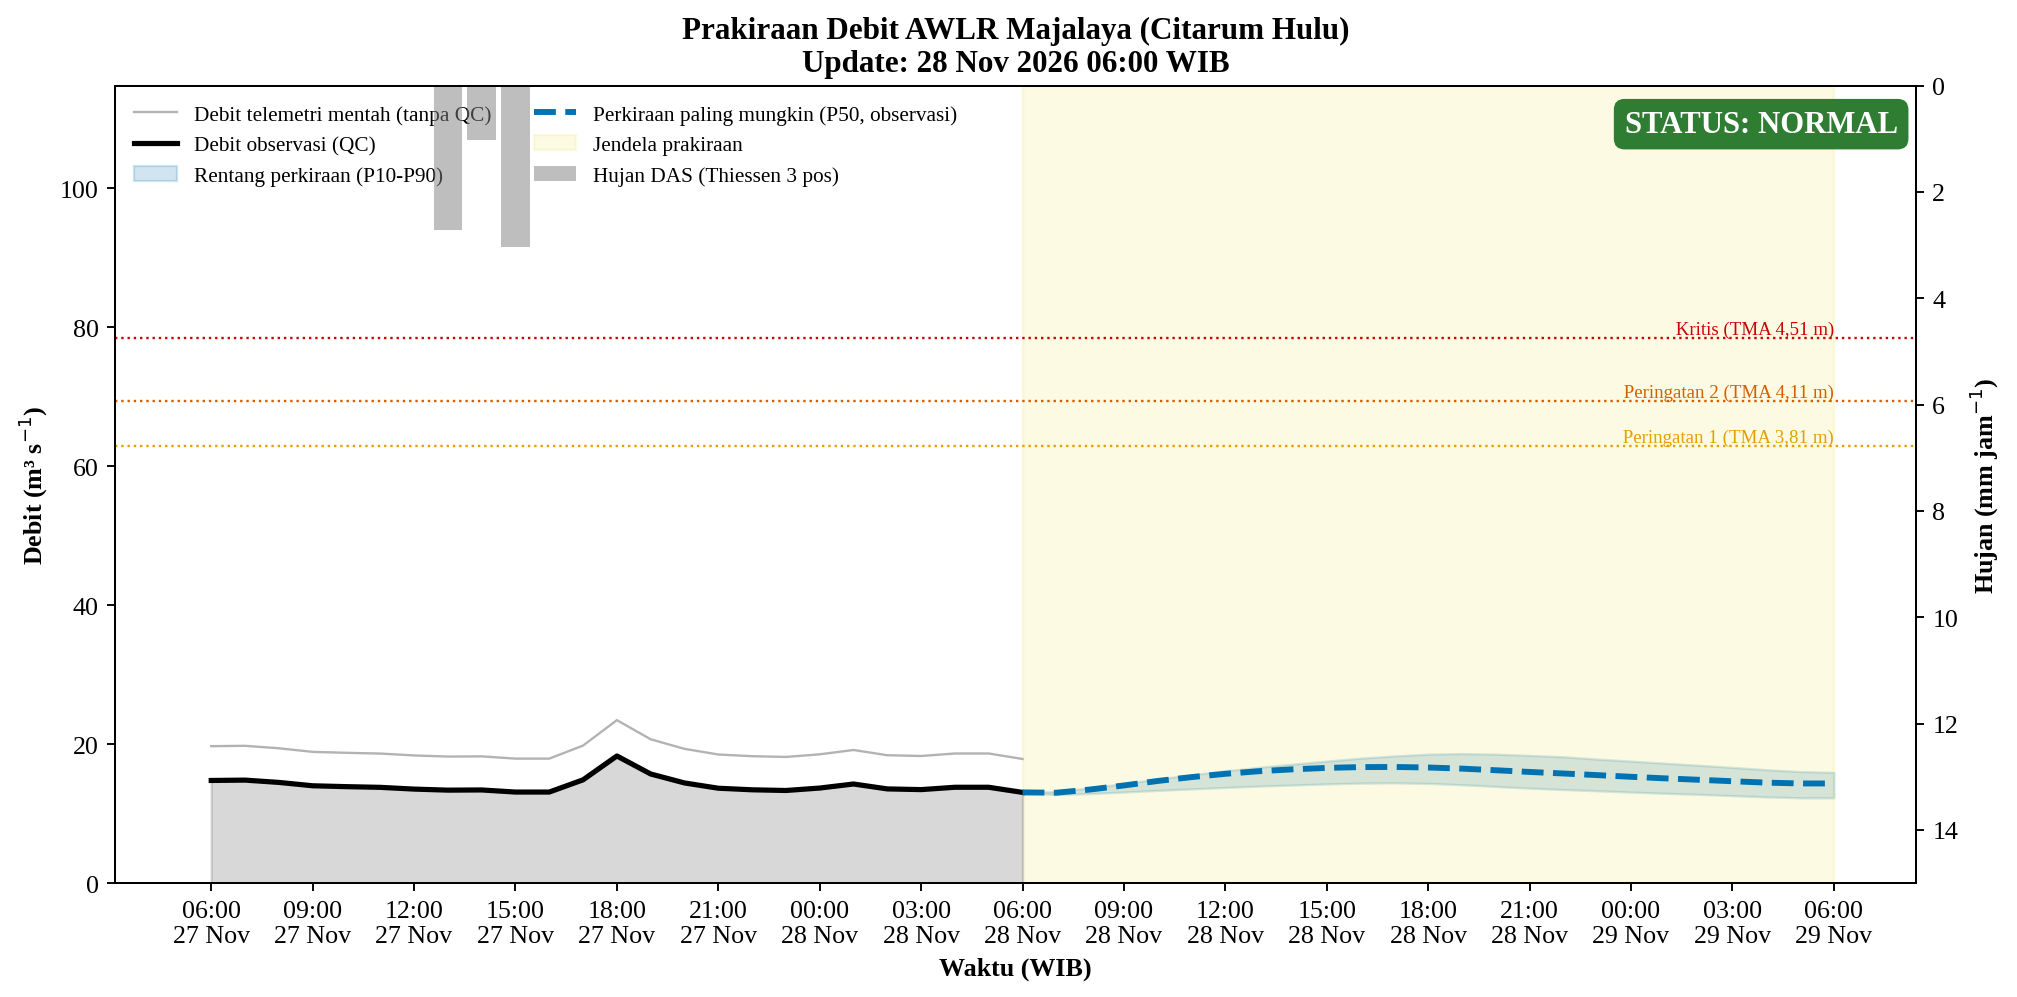 Prakiraan Debit AWLR Majalaya (Citarum Hulu)
Update: 28 Nov 2026 06:00 WIB
Debit telemetri mentah (tanpa QC)
Debit observasi (QC)
Rentang perkiraan (P10-P90)
Perkiraan paling mungkin (P50, observasi)
Jendela prakiraan
Hujan DAS (Thiessen 3 pos)
STATUS: NORMAL
Kritis (TMA 4,51 m)
Peringatan 2 (TMA 4,11 m)
Peringatan 1 (TMA 3,81 m)
Debit (m³ s⁻¹)
100
80
60
40
20
0
Hujan (mm jam⁻¹)
0
2
4
6
8
10
12
14
06:00 09:00 12:00 15:00 18:00 21:00 00:00 03:00 06:00 09:00 12:00 15:00 18:00 21:00 00:00 03:00 06:00
27 Nov 27 Nov 27 Nov 27 Nov 27 Nov 27 Nov 28 Nov 28 Nov 28 Nov 28 Nov 28 Nov 28 Nov 28 Nov 28 Nov 29 Nov 29 Nov 29 Nov
Waktu (WIB)